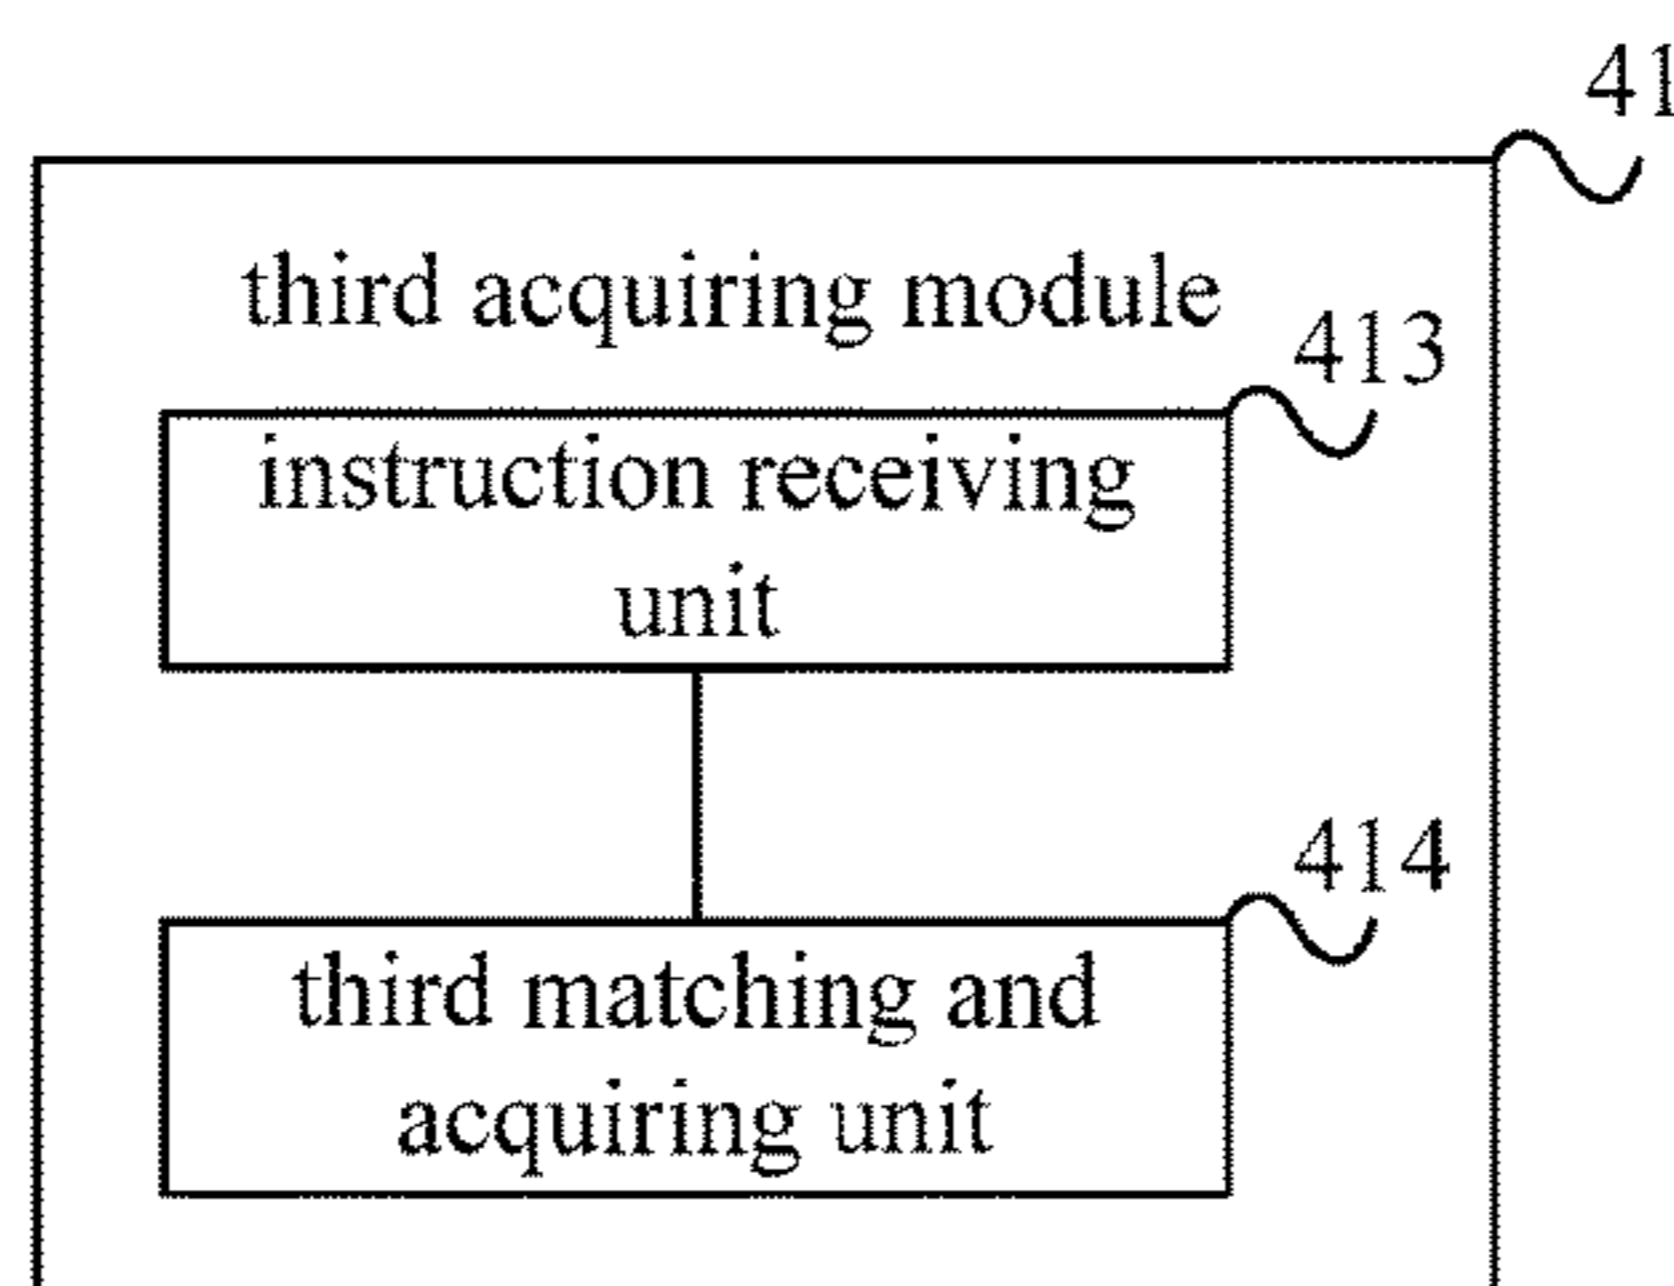 41
third acquiring module
413
instruction receiving
unit
414
third matching and
acquiring unit